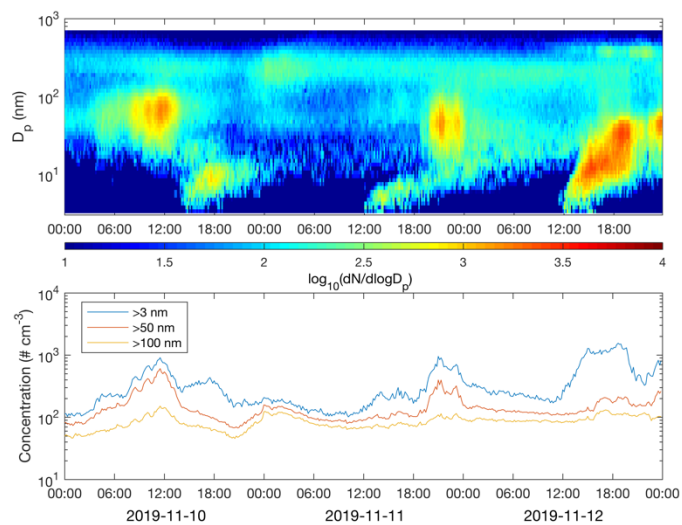 10³
10²
10¹
D_p (nm)
00:00 06:00 12:00 18:00 00:00 06:00 12:00 18:00 00:00 06:00 12:00 18:00
1 1.5 2 2.5 3 3.5 4
log₁₀(dN/dlogD_p)
10⁴
10³
10²
10¹
Concentration (# cm⁻³)
>3 nm
>50 nm
>100 nm
00:00 06:00 12:00 18:00 00:00 06:00 12:00 18:00 00:00 06:00 12:00 18:00 00:00
2019-11-10 2019-11-11 2019-11-12